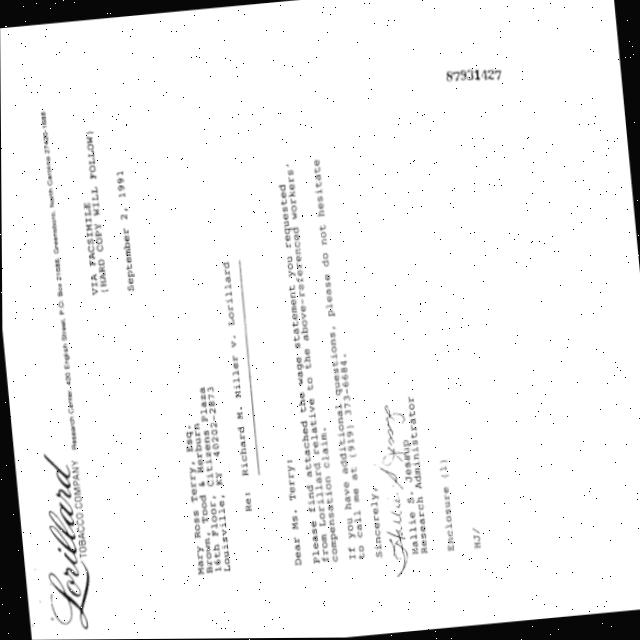 Lorillard
TOBACCO COMPANY Research Center, 420 English Street, P.O. Box 21688, Greensboro, North Carolina 27420-1688
VIA FACSIMILE
(HARD COPY WILL FOLLOW)
September 2, 1991
Mary Ross Terry, Esq.
Brown, Todd & Heyburn
16th Floor, Citizens Plaza
Louisville, KY 40202-2873
Re: Richard M. Miller v. Lorillard
Dear Ms. Terry:
Please find attached the wage statement you requested
from Lorillard relative to the above-referenced workers'
compensation claim.
If you have additional questions, please do not hesitate
to call me at (919) 373-6684.
Sincerely,
Hallie S. Jessup
Hallie S. Jessup
Research Administrator
Enclosure (1)
HJ/
87931427